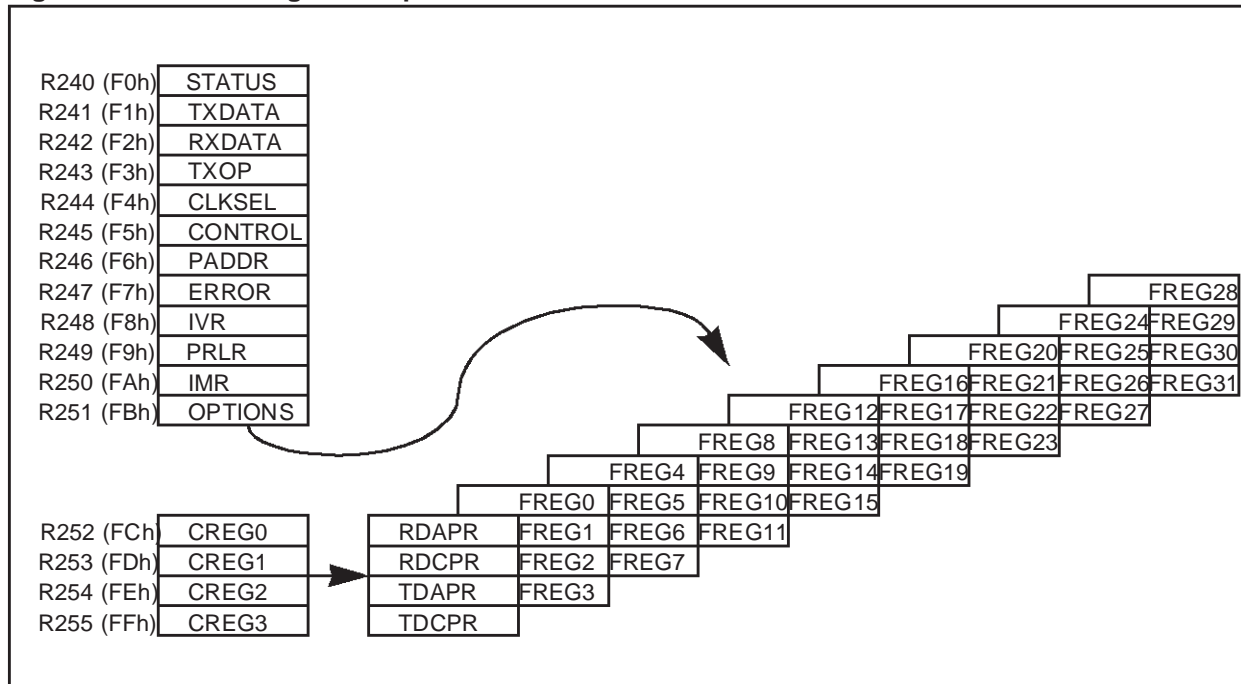 R240 (F0h) STATUS
R241 (F1h) TXDATA
R242 (F2h) RXDATA
R243 (F3h) TXOP
R244 (F4h) CLKSEL
R245 (F5h) CONTROL
R246 (F6h) PADDR
R247 (F7h) ERROR FREG28
R248 (F8h) IVR FREG24 FREG29
R249 (F9h) PRLR FREG20 FREG25 FREG30
R250 (FAh) IMR FREG16 FREG21 FREG26 FREG31
R251 (FBh) OPTIONS FREG12 FREG17 FREG22 FREG27
FREG8 FREG13 FREG18 FREG23
FREG4 FREG9 FREG14 FREG19
FREG0 FREG5 FREG10 FREG15
R252 (FCh) CREG0 RDAPR FREG1 FREG6 FREG11
R253 (FDh) CREG1 RDCPR FREG2 FREG7
R254 (FEh) CREG2 TDAPR FREG3
R255 (FFh) CREG3 TDCPR